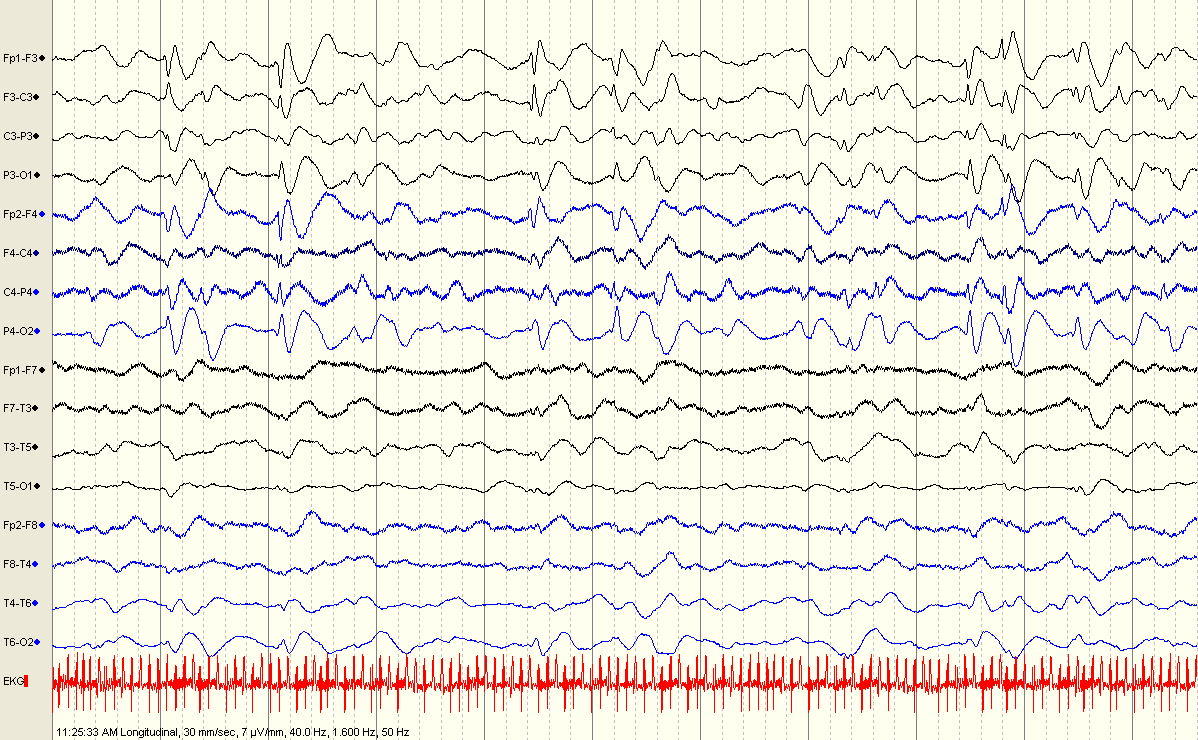 Fp1-F3
F3-C3
C3-P3
P3-O1
Fp2-F4
F4-C4
C4-P4
P4-O2
Fp1-F7
F7-T3
T3-T5
T5-O1
Fp2-F8
F8-T4
T4-T6
T6-O2
EKG
11:25:33 AM Longitudinal, 30 mm/sec, 7 µV/mm, 40.0 Hz, 1.600 Hz, 50 Hz